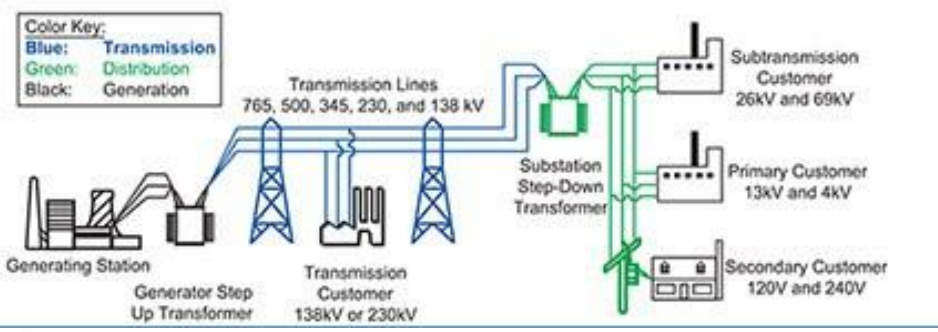 Color Key:
Blue: Transmission
Green: Distribution
Black: Generation
Transmission Lines
765, 500, 345, 230, and 138 kV
Subtransmission
Customer
26kV and 69kV
Substation
Step-Down
Transformer
Primary Customer
13kV and 4kV
Generating Station
Generator Step
Up Transformer
Transmission
Customer
138kV or 230kV
Secondary Customer
120V and 240V